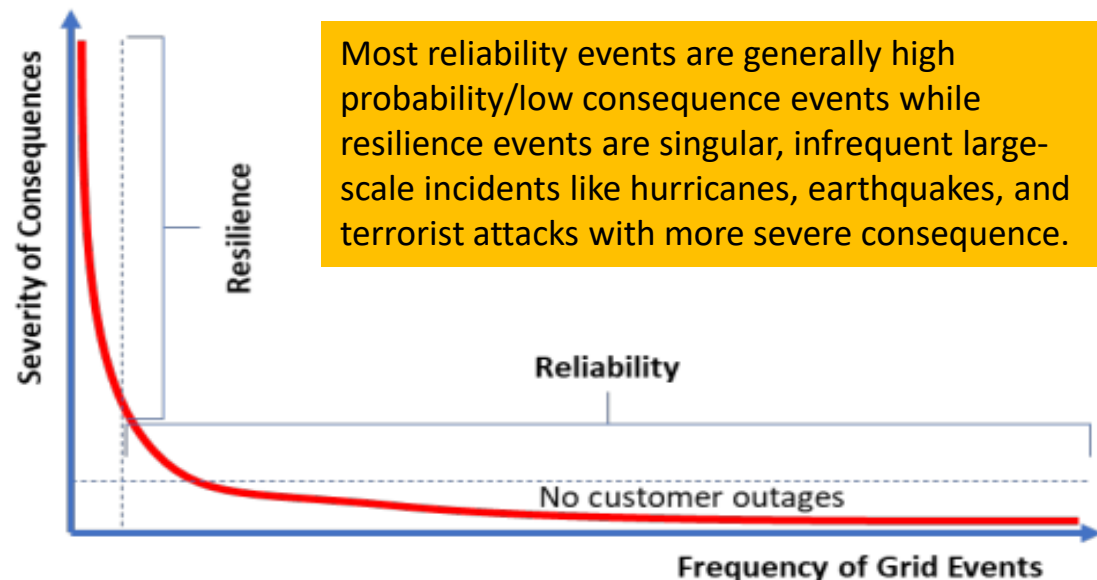 Most reliability events are generally high
probability/low consequence events while
resilience events are singular, infrequent large-
scale incidents like hurricanes, earthquakes, and
terrorist attacks with more severe consequence.
Severity of Consequences
Resilience
Reliability
No customer outages
Frequency of Grid Events